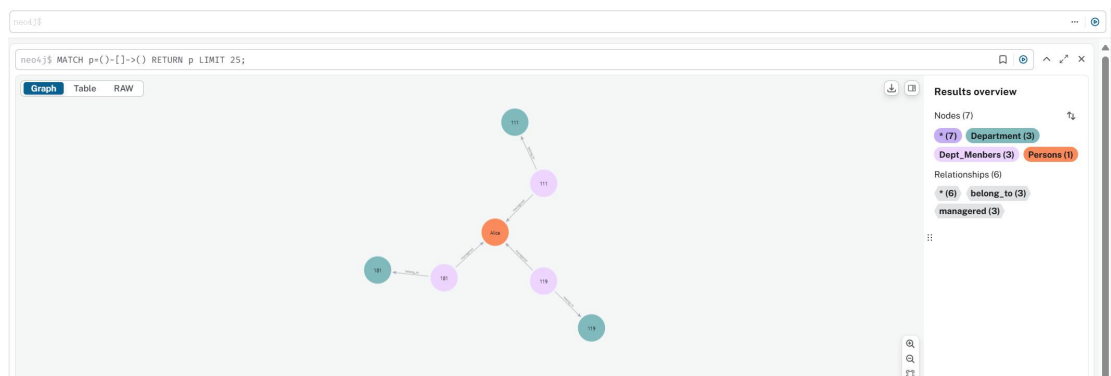 neo4j$
neo4j$ MATCH p=()-[]->() RETURN p LIMIT 25;
Graph Table RAW
Results overview
Nodes (7)
* (7) Department (3)
Dept_Menbers (3) Persons (1)
Relationships (6)
* (6) belong_to (3)
managered (3)
111
111
Alice
181
181
119
119